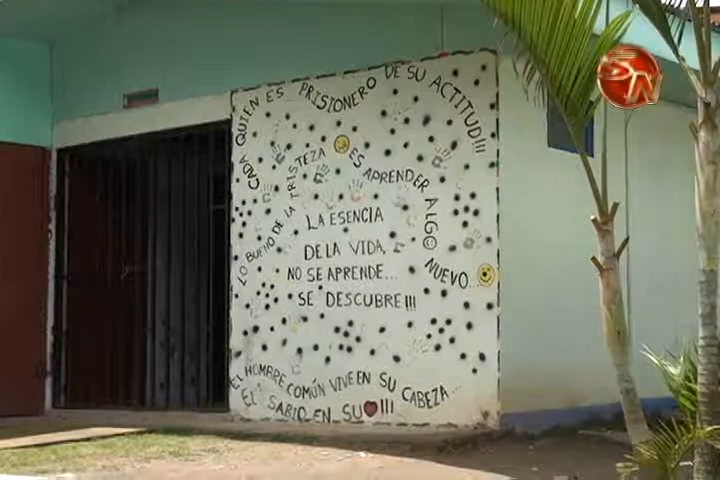 CADA QUIEN ES PRISIONERO DE SU ACTITUD!!!
LO BUENO DE LA TRISTEZA ES APRENDER ALGO NUEVO...
LA ESENCIA
DE LA VIDA,
NO SE APRENDE...
SE DESCUBRE!!!
EL HOMBRE COMÚN VIVE EN SU CABEZA...
EL SABIO EN SU !!!
SN